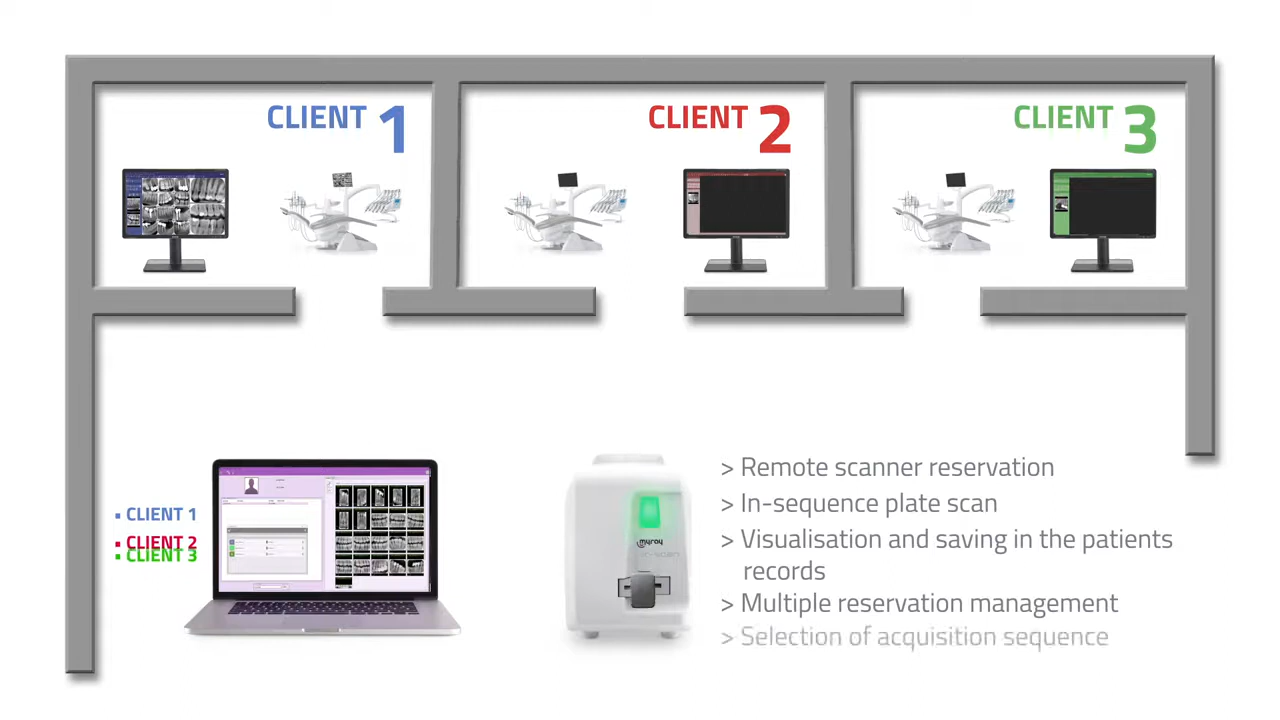 CLIENT 1
CLIENT 2
CLIENT 3
• CLIENT 1
• CLIENT 2
• CLIENT 3
myray
> Remote scanner reservation
> In-sequence plate scan
> Visualisation and saving in the patients
records
> Multiple reservation management
> Selection of acquisition sequence